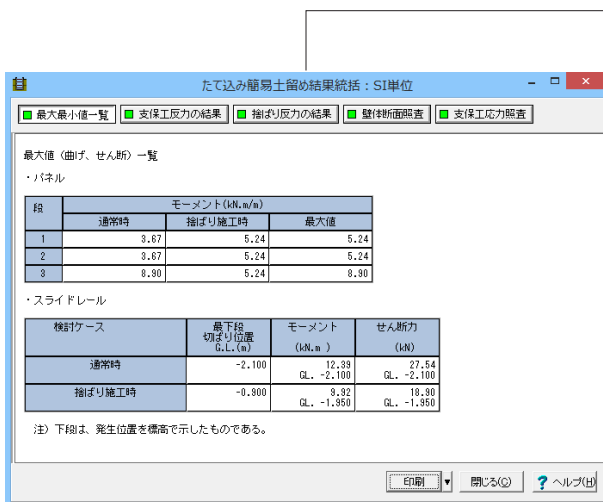 たて込み簡易土留め結果統括：SI単位
最大最小値一覧 支保工反力の結果 捨ばり反力の結果 壁体断面照査 支保工応力照査
最大値（曲げ、せん断）一覧
・パネル
段 モーメント(kN.m/m)
通常時 捨ばり施工時 最大値
1 3.67 5.24 5.24
2 3.67 5.24 5.24
3 8.90 5.24 8.90
・スライドレール
検討ケース 最下段 切ばり位置 G.L.(m) モーメント (kN.m ) せん断力 (kN)
通常時 -2.100 12.39 27.54
GL. -2.100 GL. -2.100
捨ばり施工時 -0.900 9.92 18.90
GL. -1.950 GL. -1.950
注）下段は、発生位置を標高で示したものである。
印刷 閉じる(C) ? ヘルプ(H)